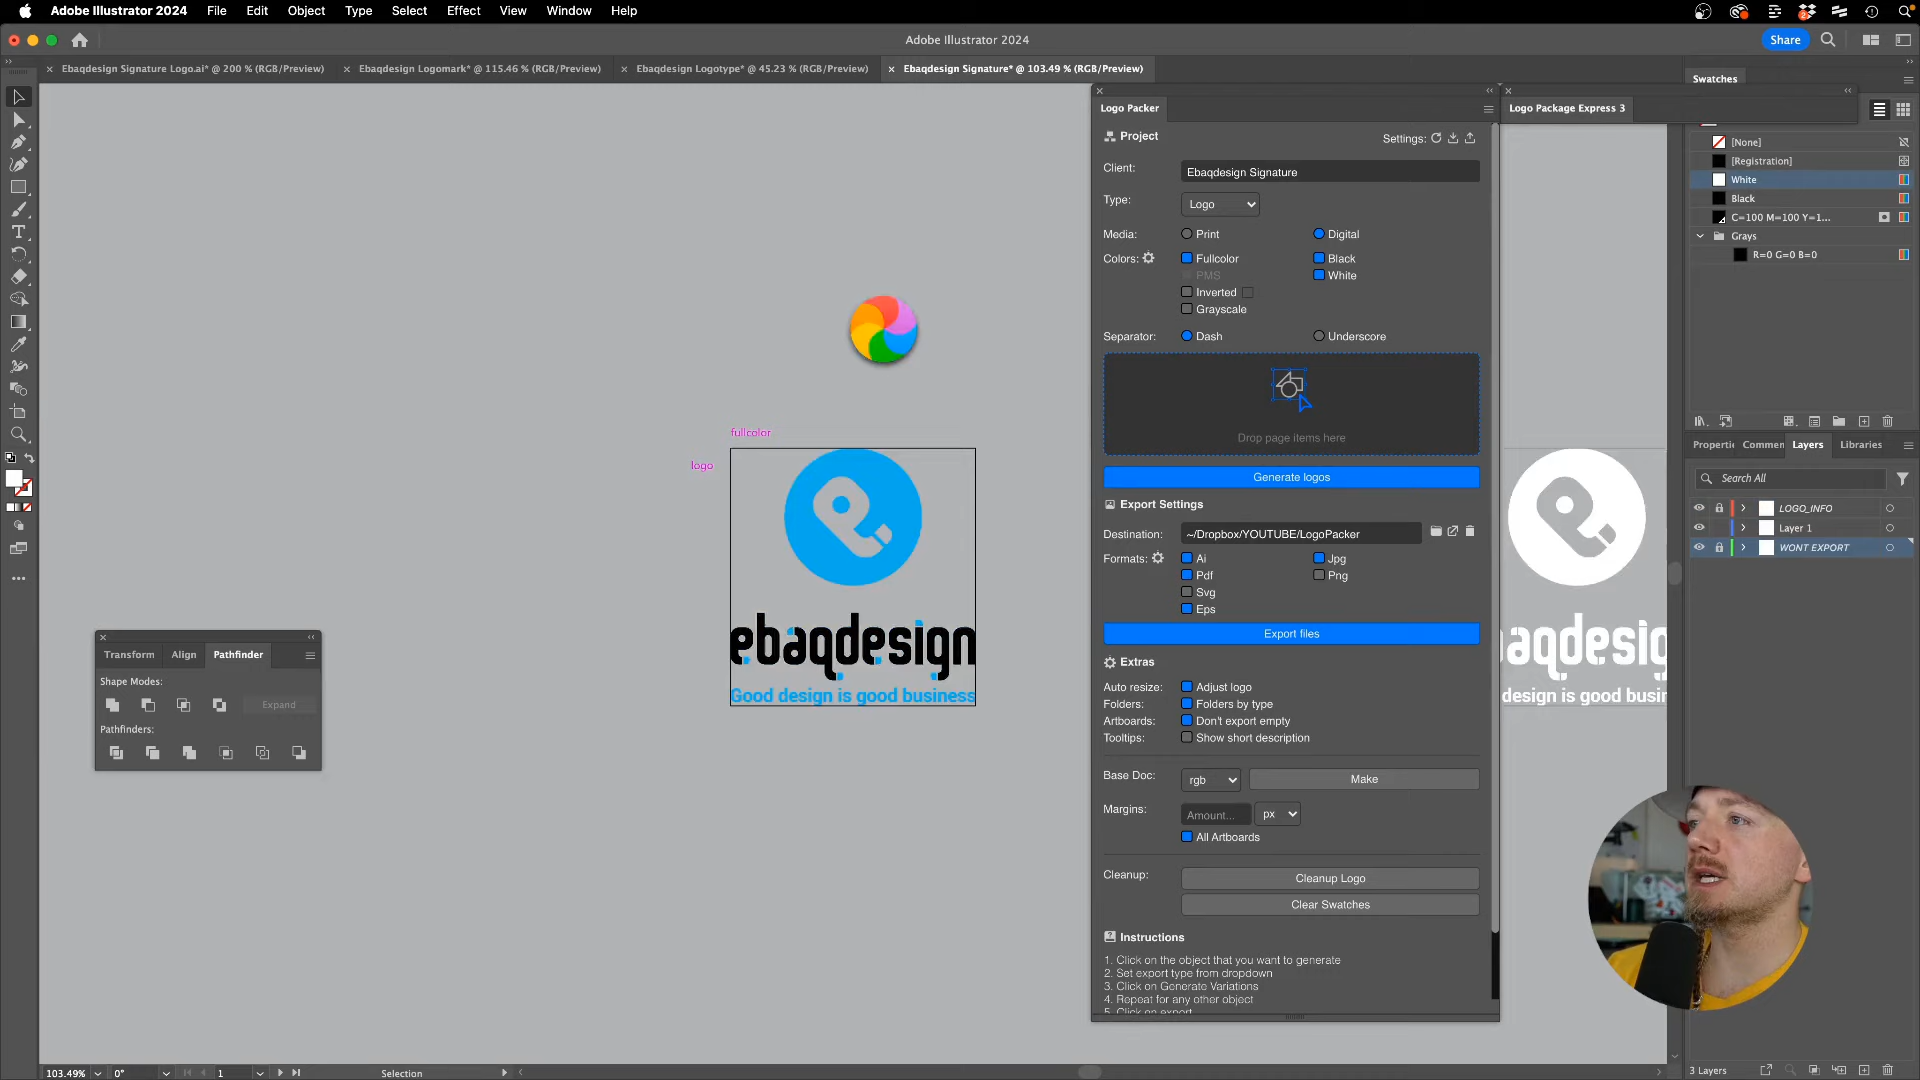 Adobe Illustrator 2024 File Edit Object Type Select Effect View Window Help
Adobe Illustrator 2024
Share
Ebaqdesign Signature Logo.ai* @ 200 % (RGB/Preview)
Ebaqdesign Logomark* @ 115.46 % (RGB/Preview)
Ebaqdesign Logotype* @ 45.23 % (RGB/Preview)
Ebaqdesign Signature* @ 103.49 % (RGB/Preview)
Logo Packer
Project
Settings:
Client: Ebaqdesign Signature
Type: Logo
Media: Print Digital
Colors: Fullcolor Black
PMS White
Inverted
Grayscale
Separator: Dash Underscore
Drop page items here
Generate logos
Export Settings
Destination: ~/Dropbox/YOUTUBE/LogoPacker
Formats: Ai Jpg
Pdf Png
Svg
Eps
Export files
Extras
Auto resize: Adjust logo
Folders: Folders by type
Artboards: Don't export empty
Tooltips: Show short description
Base Doc: rgb Make
Margins: Amount... px
All Artboards
Cleanup: Cleanup Logo
Clear Swatches
Instructions
1. Click on the object that you want to generate
2. Set export type from dropdown
3. Click on Generate Variations
4. Repeat for any other object
5. Click on export
Logo Package Express 3
Swatches
[None]
[Registration]
White
Black
C=100 M=100 Y=1...
Grays
R=0 G=0 B=0
Properti Commen Layers Libraries
Search All
LOGO_INFO
Layer 1
WONT EXPORT
3 Layers
fullcolor
logo
ebaqdesign
Good design is good business
aqdesig
design is good busin
Transform Align Pathfinder
Shape Modes:
Expand
Pathfinders:
103.49% 0° 1 Selection